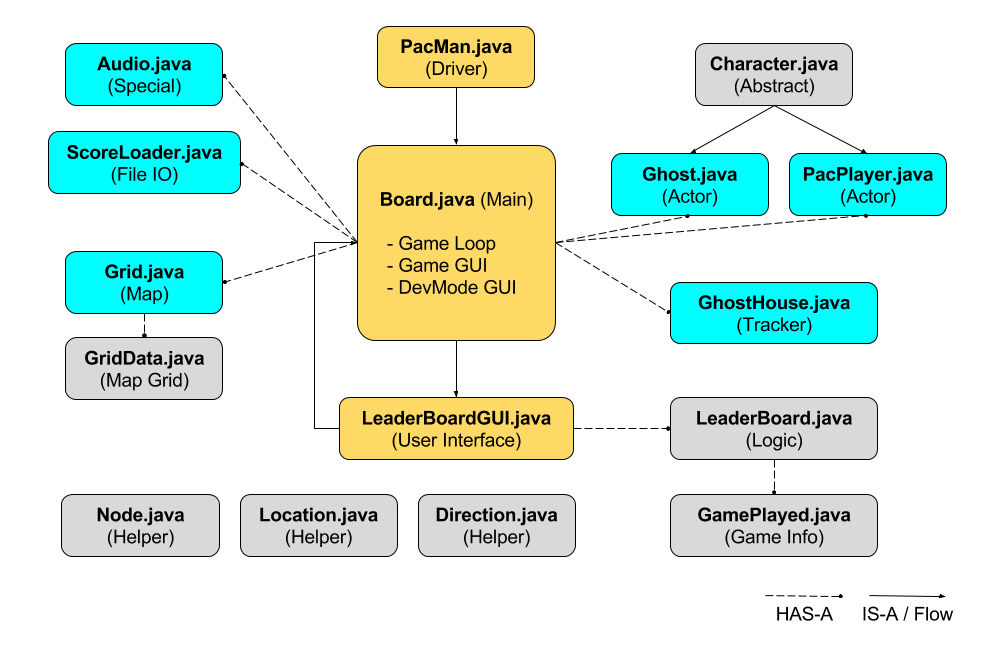 PacMan.java
(Driver)
Audio.java
(Special)
Character.java
(Abstract)
ScoreLoader.java
(File IO)
Ghost.java
(Actor)
PacPlayer.java
(Actor)
Board.java (Main)
- Game Loop
- Game GUI
- DevMode GUI
Grid.java
(Map)
GhostHouse.java
(Tracker)
GridData.java
(Map Grid)
LeaderBoardGUI.java
(User Interface)
LeaderBoard.java
(Logic)
Node.java
(Helper)
Location.java
(Helper)
Direction.java
(Helper)
GamePlayed.java
(Game Info)
HAS-A
IS-A / Flow